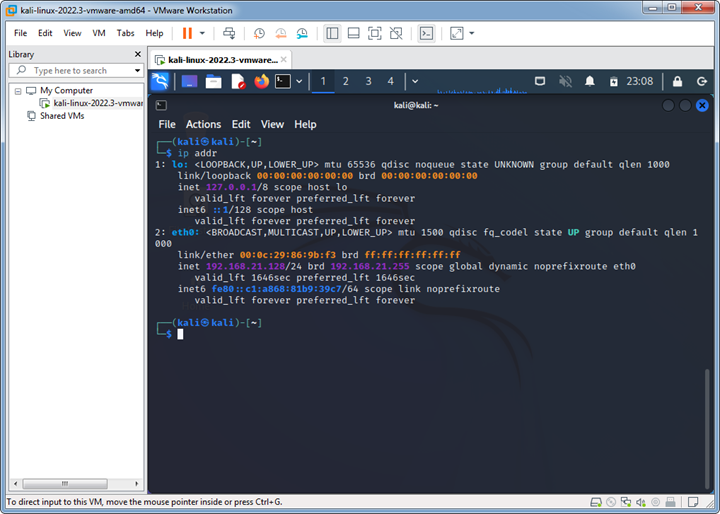 kali-linux-2022.3-vmware-amd64 - VMware Workstation
File Edit View VM Tabs Help
Library
Type here to search
My Computer
kali-linux-2022.3-vmwar
Shared VMs
kali-linux-2022.3-vmware...
1 2 3 4 23:08
kali@kali: ~
File Actions Edit View Help
┌──(kali㉿kali)-[~]
└─$ ip addr
1: lo: <LOOPBACK,UP,LOWER_UP> mtu 65536 qdisc noqueue state UNKNOWN group default qlen 1000
link/loopback 00:00:00:00:00:00 brd 00:00:00:00:00:00
inet 127.0.0.1/8 scope host lo
valid_lft forever preferred_lft forever
inet6 ::1/128 scope host
valid_lft forever preferred_lft forever
2: eth0: <BROADCAST,MULTICAST,UP,LOWER_UP> mtu 1500 qdisc fq_codel state UP group default qlen 1
000
link/ether 00:0c:29:86:9b:f3 brd ff:ff:ff:ff:ff:ff
inet 192.168.21.128/24 brd 192.168.21.255 scope global dynamic noprefixroute eth0
valid_lft 1646sec preferred_lft 1646sec
inet6 fe80::c1:a868:81b9:39c7/64 scope link noprefixroute
valid_lft forever preferred_lft forever
┌──(kali㉿kali)-[~]
└─$
To direct input to this VM, move the mouse pointer inside or press Ctrl+G.